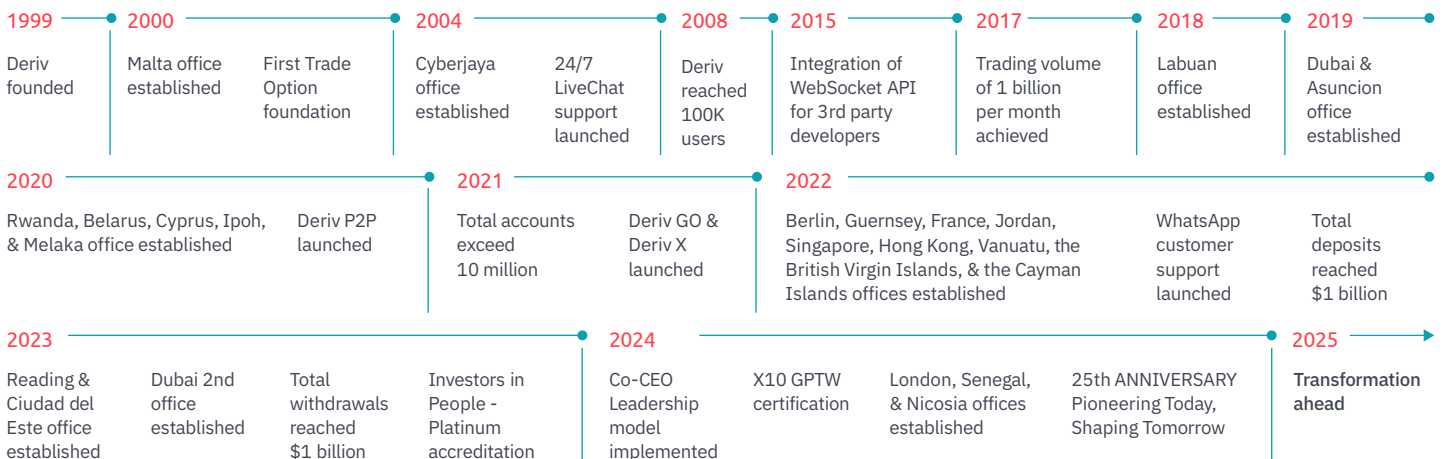 1999
Deriv
founded
2000
Malta office
established
First Trade
Option
foundation
2004
Cyberjaya
office
established
24/7
LiveChat
support
launched
2008
Deriv
reached
100K
users
2015
Integration of
WebSocket API
for 3rd party
developers
2017
Trading volume
of 1 billion
per month
achieved
2018
Labuan
office
established
2019
Dubai &
Asuncion
office
established
2020
Rwanda, Belarus, Cyprus, Ipoh,
& Melaka office established
Deriv P2P
launched
2021
Total accounts
exceed
10 million
Deriv GO &
Deriv X
launched
2022
Berlin, Guernsey, France, Jordan,
Singapore, Hong Kong, Vanuatu, the
British Virgin Islands, & the Cayman
Islands offices established
WhatsApp
customer
support
launched
Total
deposits
reached
$1 billion
2023
Reading &
Ciudad del
Este office
established
Dubai 2nd
office
established
Total
withdrawals
reached
$1 billion
Investors in
People -
Platinum
accreditation
2024
Co-CEO
Leadership
model
implemented
X10 GPTW
certification
London, Senegal,
& Nicosia offices
established
25th ANNIVERSARY
Pioneering Today,
Shaping Tomorrow
2025
Transformation
ahead